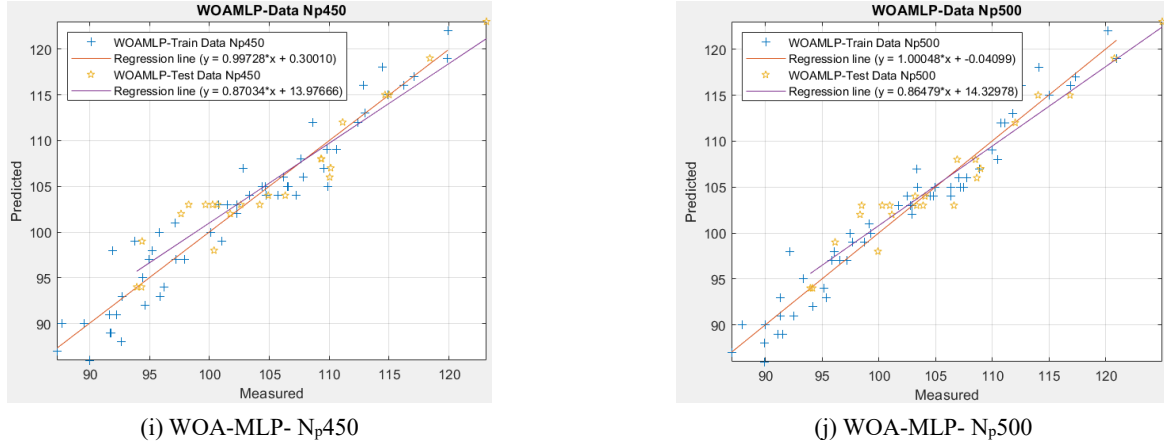 WOAMLP-Data Np450
WOAMLP-Train Data Np450
Regression line (y = 0.99728*x + 0.30010)
WOAMLP-Test Data Np450
Regression line (y = 0.87034*x + 13.97666)
Predicted
120
115
110
105
100
95
90
90 95 100 105 110 115 120
Measured
(i) WOA-MLP- Np450
WOAMLP-Data Np500
WOAMLP-Train Data Np500
Regression line (y = 1.00048*x + -0.04099)
WOAMLP-Test Data Np500
Regression line (y = 0.86479*x + 14.32978)
Predicted
120
115
110
105
100
95
90
90 95 100 105 110 115 120 125
Measured
(j) WOA-MLP- Np500